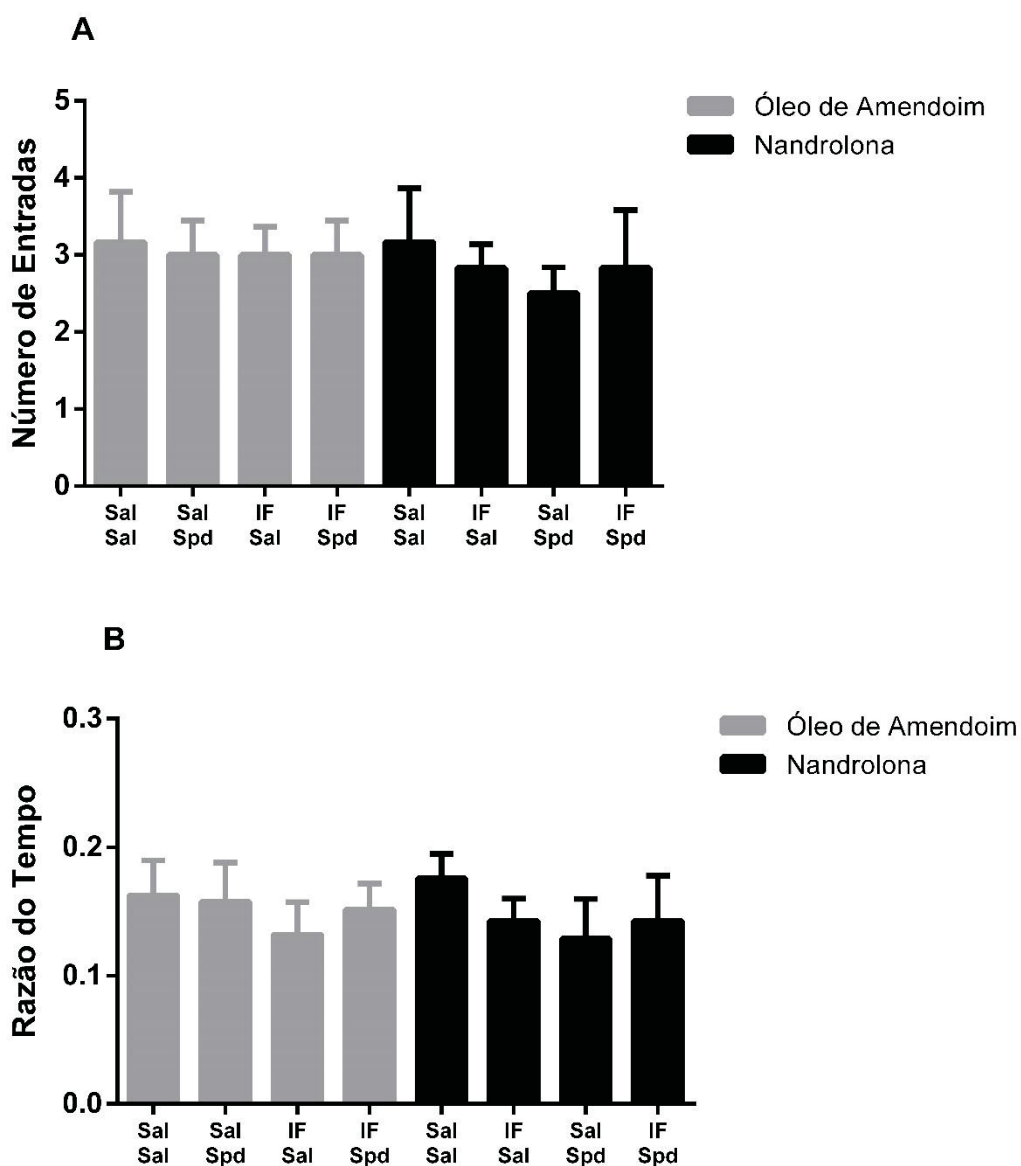 A
Número de Entradas
5
4
3
2
1
0
Sal Sal IF IF Sal IF Sal IF
Sal Spd Sal Spd Sal Sal Spd Spd
Óleo de Amendoim
Nandrolona
B
Razão do Tempo
0.3
0.2
0.1
0.0
Sal Sal IF IF Sal IF Sal IF
Sal Spd Sal Spd Sal Sal Spd Spd
Óleo de Amendoim
Nandrolona